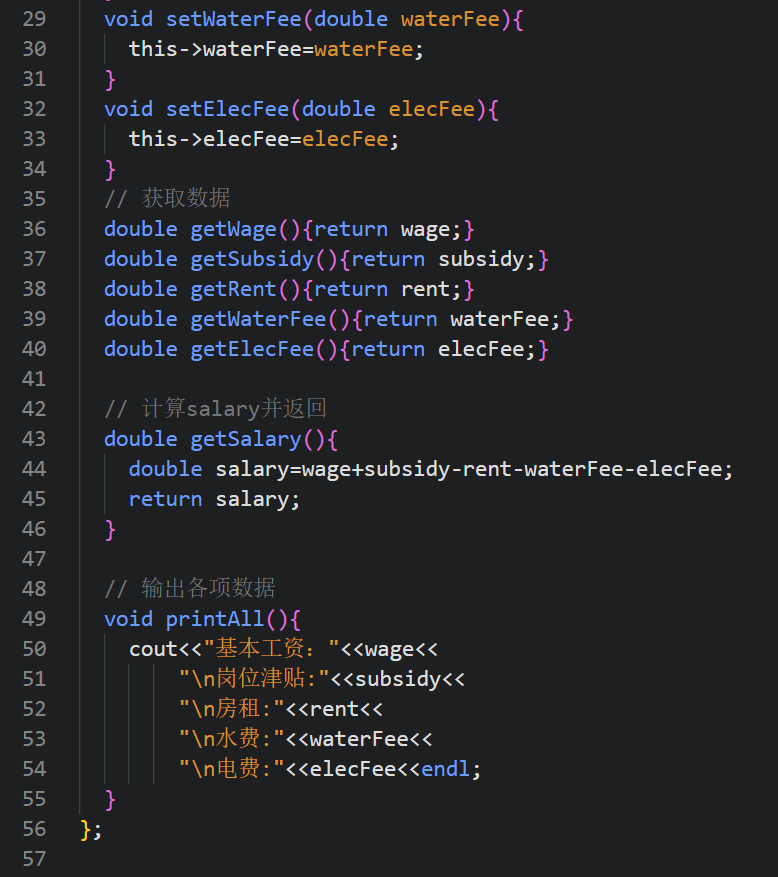 29 void setWaterFee(double waterFee){
30 this->waterFee=waterFee;
31 }
32 void setElecFee(double elecFee){
33 this->elecFee=elecFee;
34 }
35 // 获取数据
36 double getWage(){return wage;}
37 double getSubsidy(){return subsidy;}
38 double getRent(){return rent;}
39 double getWaterFee(){return waterFee;}
40 double getElecFee(){return elecFee;}
41
42 // 计算salary并返回
43 double getSalary(){
44 double salary=wage+subsidy-rent-waterFee-elecFee;
45 return salary;
46 }
47
48 // 输出各项数据
49 void printAll(){
50 cout<<"基本工资："<<wage<<
51 "\n岗位津贴:"<<subsidy<<
52 "\n房租:"<<rent<<
53 "\n水费:"<<waterFee<<
54 "\n电费:"<<elecFee<<endl;
55 }
56 };
57